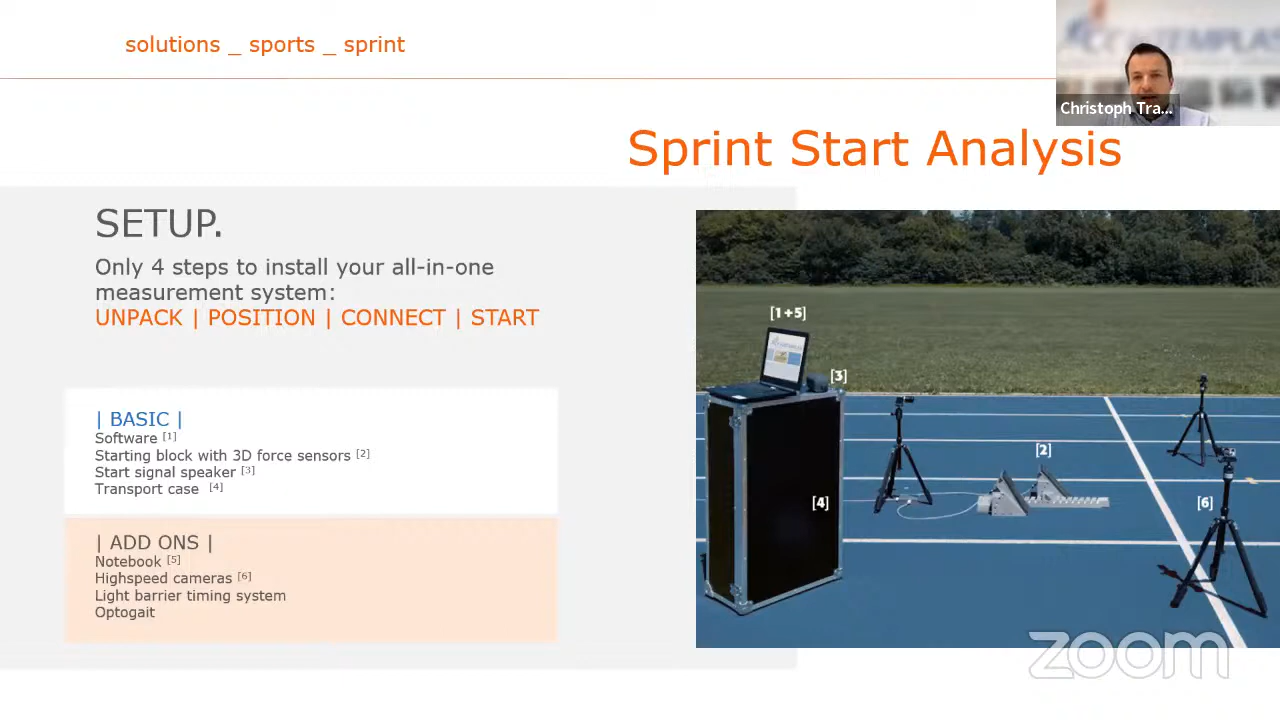 solutions _ sports _ sprint
Christoph Tra...
Sprint Start Analysis
SETUP.
Only 4 steps to install your all-in-one
measurement system:
UNPACK | POSITION | CONNECT | START
| BASIC |
Software [1]
Starting block with 3D force sensors [2]
Start signal speaker [3]
Transport case [4]
| ADD ONS |
Notebook [5]
Highspeed cameras [6]
Light barrier timing system
Optogait
[1+5]
[3]
[2]
[4]
[6]
zoom